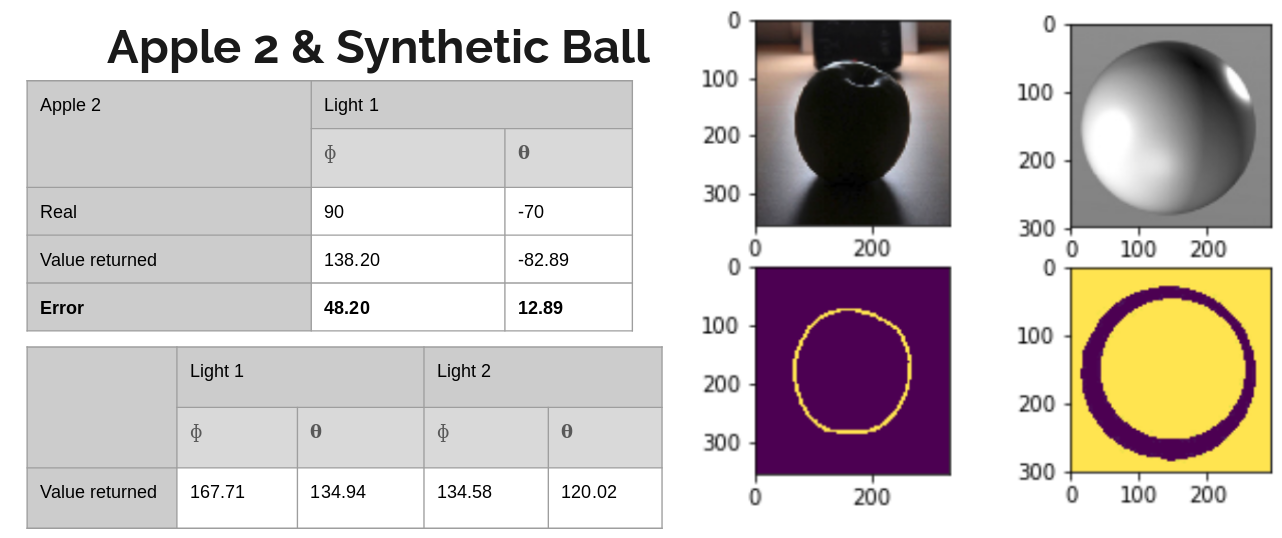 Apple 2 & Synthetic Ball
Apple 2
Light 1
ϕ
θ
Real
90
-70
Value returned
138.20
-82.89
Error
48.20
12.89
Light 1
Light 2
ϕ
θ
ϕ
θ
Value returned
167.71
134.94
134.58
120.02
0
100
200
300
0
200
0
100
200
300
0
100
200
0
100
200
300
0
200
0
100
200
300
0
100
200